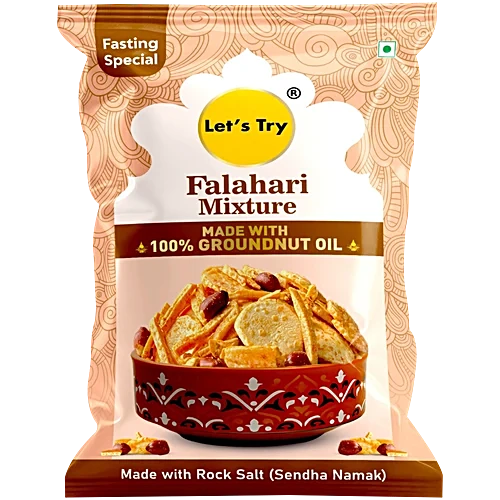 Fasting
Special
®
Let's Try
Falahari
Mixture
MADE WITH
100% GROUNDNUT OIL
Made with Rock Salt (Sendha Namak)